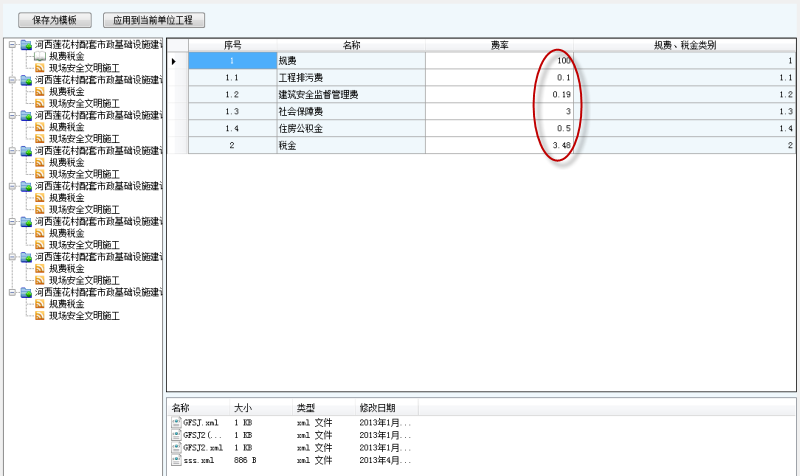 保存为模板 应用到当前单位工程
河西莲花村配套市政基础设施建
规费税金
现场安全文明施工
河西莲花村配套市政基础设施建
规费税金
现场安全文明施工
河西莲花村配套市政基础设施建
规费税金
现场安全文明施工
河西莲花村配套市政基础设施建
规费税金
现场安全文明施工
河西莲花村配套市政基础设施建
规费税金
现场安全文明施工
河西莲花村配套市政基础设施建
规费税金
现场安全文明施工
河西莲花村配套市政基础设施建
规费税金
现场安全文明施工
河西莲花村配套市政基础设施建
规费税金
现场安全文明施工
序号 名称 费率 规费、税金类别
1 规费 100 1
1.1 工程排污费 0.1 1.1
1.2 建筑安全监督管理费 0.19 1.2
1.3 社会保障费 3 1.3
1.4 住房公积金 0.5 1.4
2 税金 3.48 2
名称 大小 类型 修改日期
GFSJ.xml 1 KB xml 文件 2013年1月...
GFSJ2(... 1 KB xml 文件 2013年1月...
GFSJ2.xml 1 KB xml 文件 2013年1月...
sss.xml 886 B xml 文件 2013年4月...